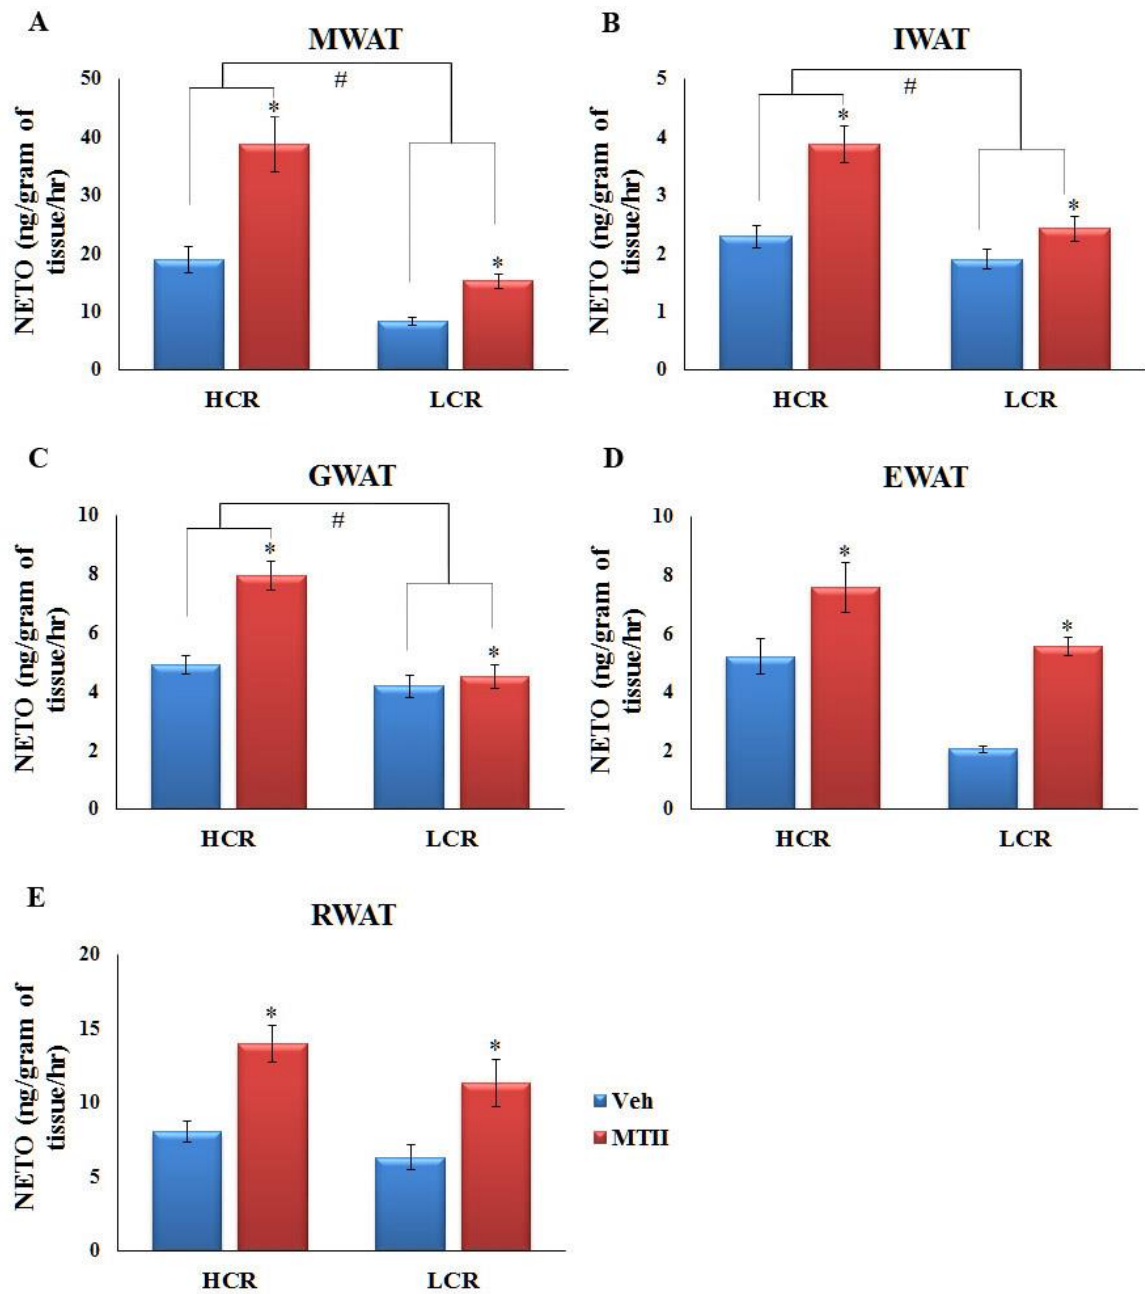 A
MWAT
NETO (ng/gram of
tissue/hr)
50
40
30
20
10
0
#
*
*
HCR
LCR
B
IWAT
NETO (ng/gram of
tissue/hr)
5
4
3
2
1
0
#
*
*
HCR
LCR
C
GWAT
NETO (ng/gram of
tissue/hr)
10
8
6
4
2
0
#
*
*
HCR
LCR
D
EWAT
NETO (ng/gram of
tissue/hr)
10
8
6
4
2
0
*
*
HCR
LCR
E
RWAT
NETO (ng/gram of
tissue/hr)
20
15
10
5
0
*
*
HCR
LCR
Veh
MTII